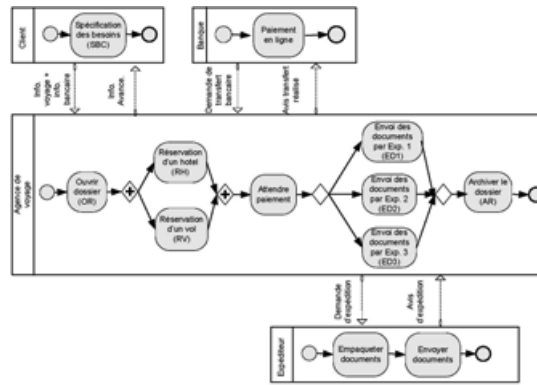 Client
Spécification
des besoins
(SBC)
Banque
Paiement
en ligne
Info.
voyage +
Info.
bancaire
Info.
Avance.
Demande de
transfert
bancaire
Avis transfert
réalisé
Agence de
voyage
Ouvrir
dossier
(OR)
Réservation
d'un hotel
(RH)
Réservation
d'un vol
(RV)
Attendre
paiement
Envoi des
documents
par Exp. 1
(ED1)
Envoi des
documents
par Exp. 2
(ED2)
Envoi des
documents
par Exp. 3
(ED3)
Archiver le
dossier
(AR)
Demande
d'expédition
Avis
d'expédition
Expéditeur
Empaqueter
documents
Envoyer
documents